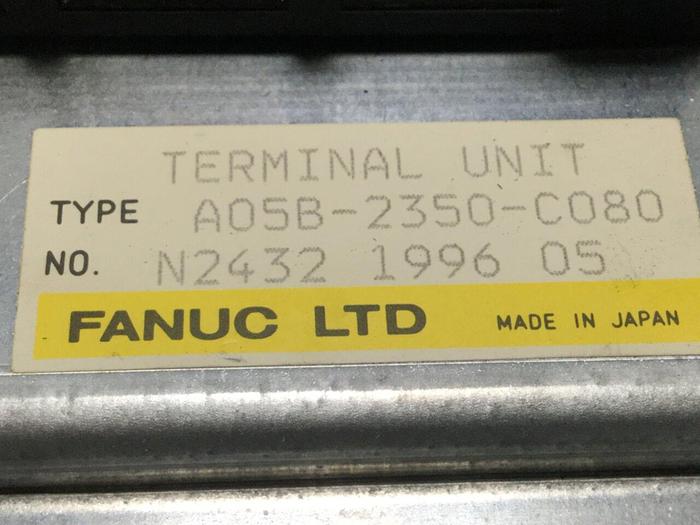 TERMINAL UNIT
TYPE A05B-2350-C080
NO. N2432 1996 05
FANUC LTD MADE IN JAPAN